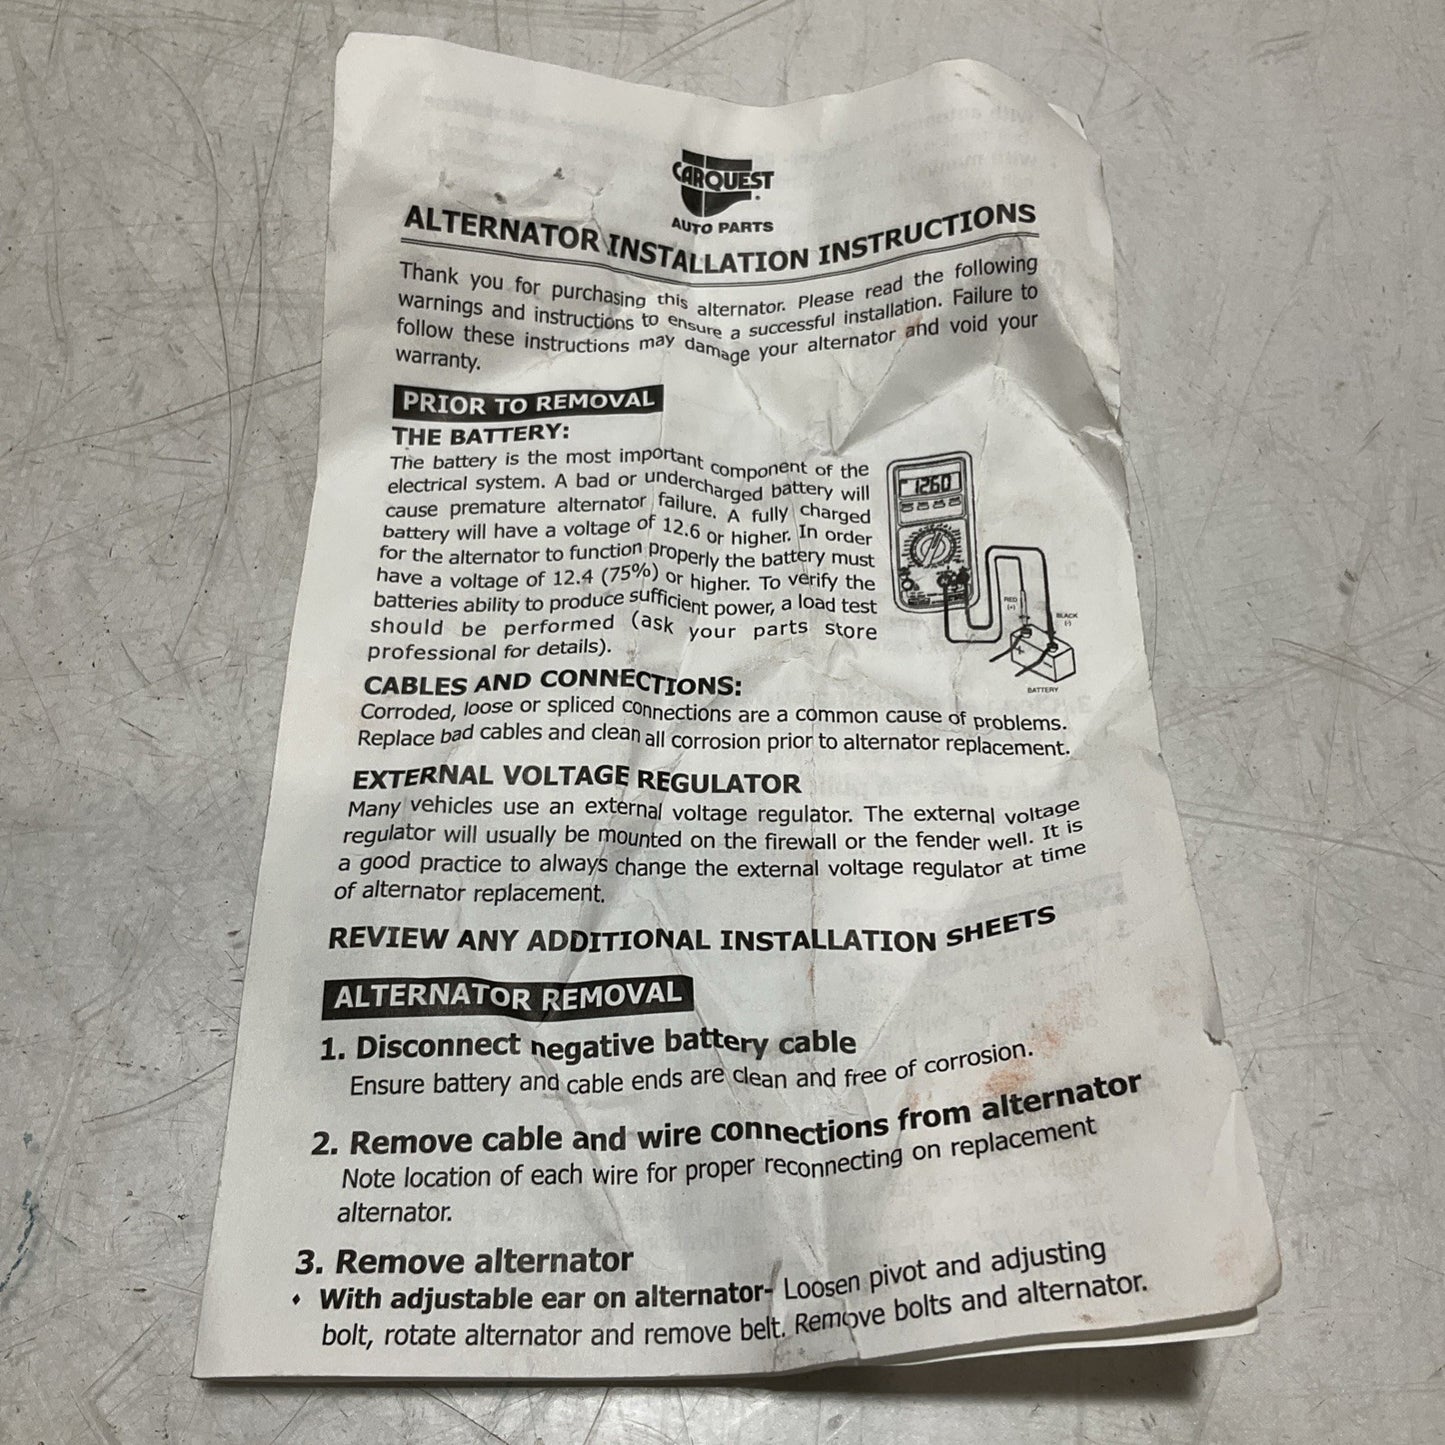 CARQUEST
AUTO PARTS
ALTERNATOR INSTALLATION INSTRUCTIONS
Thank you for purchasing this alternator. Please read the following
warnings and instructions to ensure a successful installation. Failure to
follow these instructions may damage your alternator and void your
warranty.
PRIOR TO REMOVAL
THE BATTERY:
The battery is the most important component of the
electrical system. A bad or undercharged battery will
cause premature alternator failure. A fully charged
battery will have a voltage of 12.6 or higher. In order
for the alternator to function properly the battery must
have a voltage of 12.4 (75%) or higher. To verify the
batteries ability to produce sufficient power, a load test
should be performed (ask your parts store
professional for details).
12.60
RED
(+)
BLACK
(-)
+
BATTERY
CABLES AND CONNECTIONS:
Corroded, loose or spliced connections are a common cause of problems.
Replace bad cables and clean all corrosion prior to alternator replacement.
EXTERNAL VOLTAGE REGULATOR
Many vehicles use an external voltage regulator. The external voltage
regulator will usually be mounted on the firewall or the fender well. It is
a good practice to always change the external voltage regulator at time
of alternator replacement.
REVIEW ANY ADDITIONAL INSTALLATION SHEETS
ALTERNATOR REMOVAL
1. Disconnect negative battery cable
Ensure battery and cable ends are clean and free of corrosion.
2. Remove cable and wire connections from alternator
Note location of each wire for proper reconnecting on replacement
alternator.
3. Remove alternator
♦ With adjustable ear on alternator- Loosen pivot and adjusting
bolt, rotate alternator and remove belt. Remove bolts and alternator.